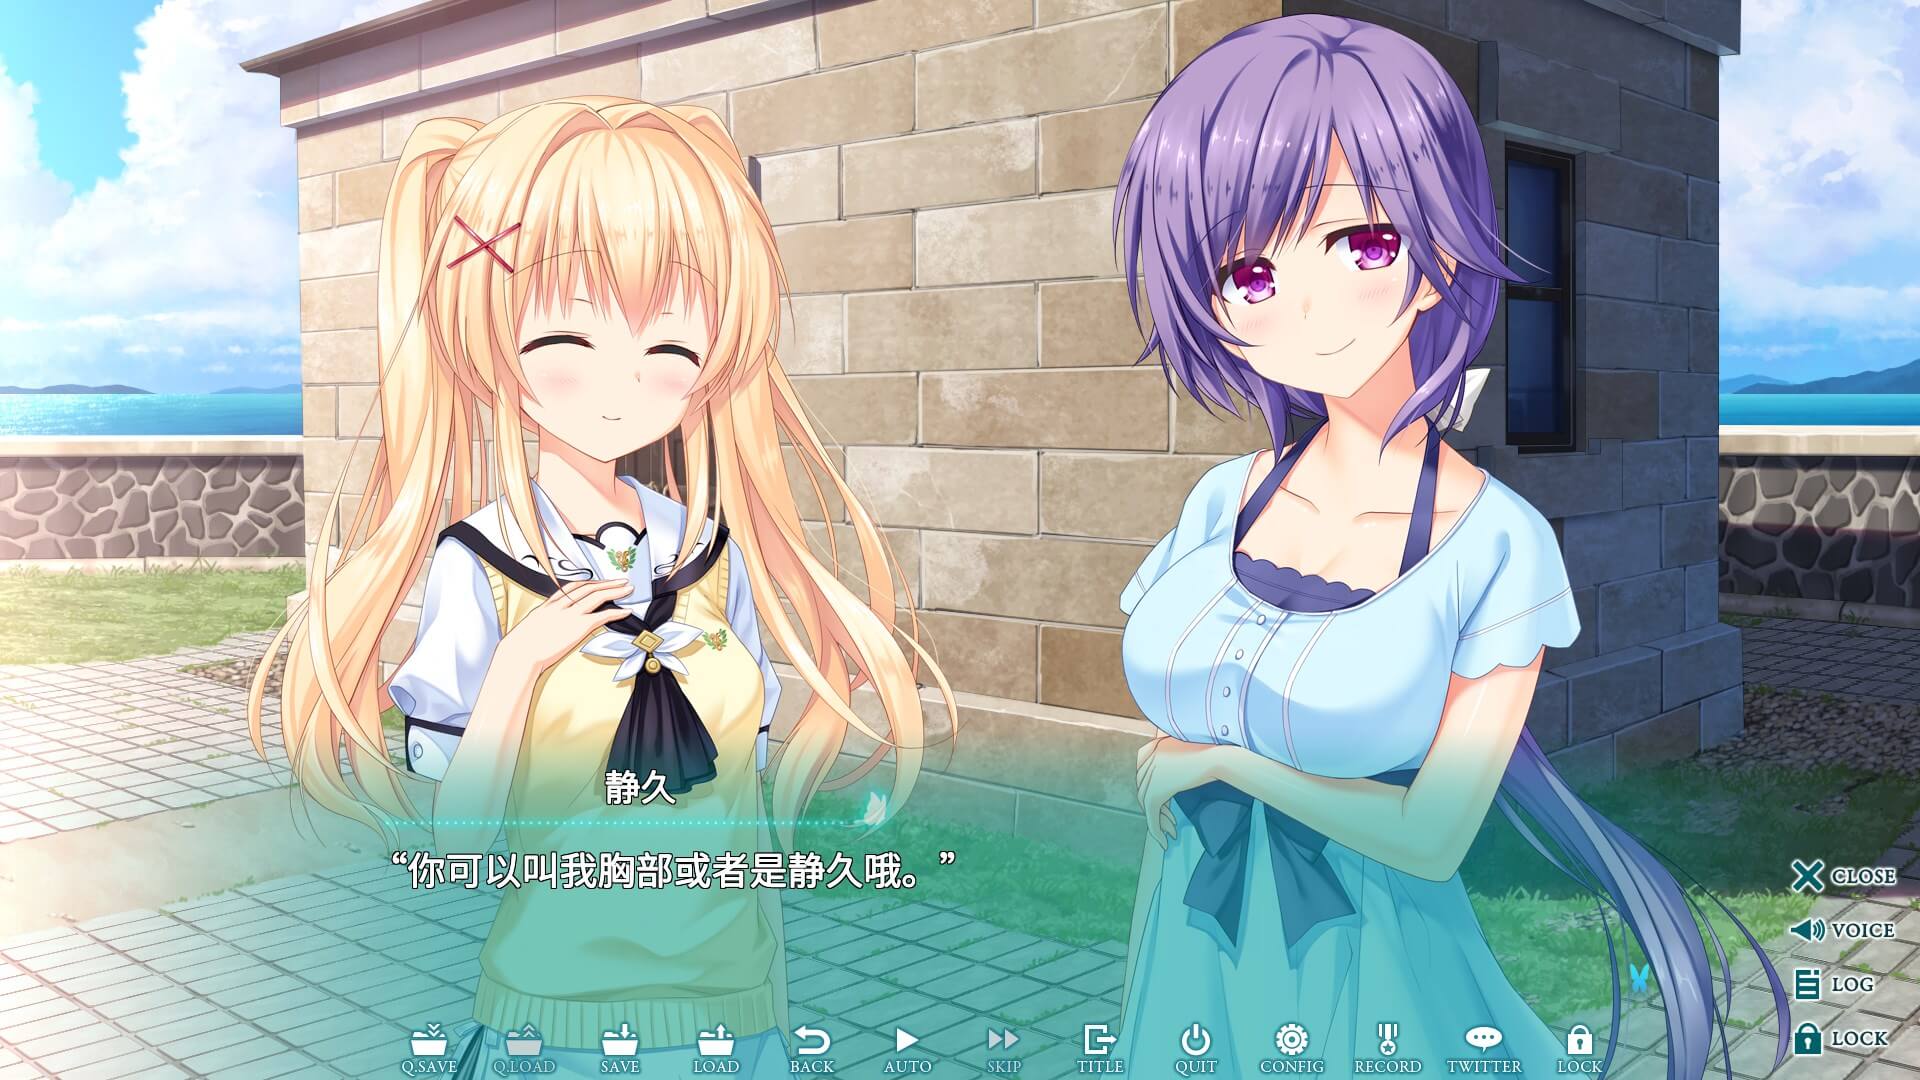 静久
“你可以叫我胸部或者是静久哦。”
CLOSE
VOICE
LOG
LOCK
Q.SAVE
Q.LOAD
SAVE
LOAD
BACK
AUTO
SKIP
TITLE
QUIT
CONFIG
RECORD
TWITTER
LOCK